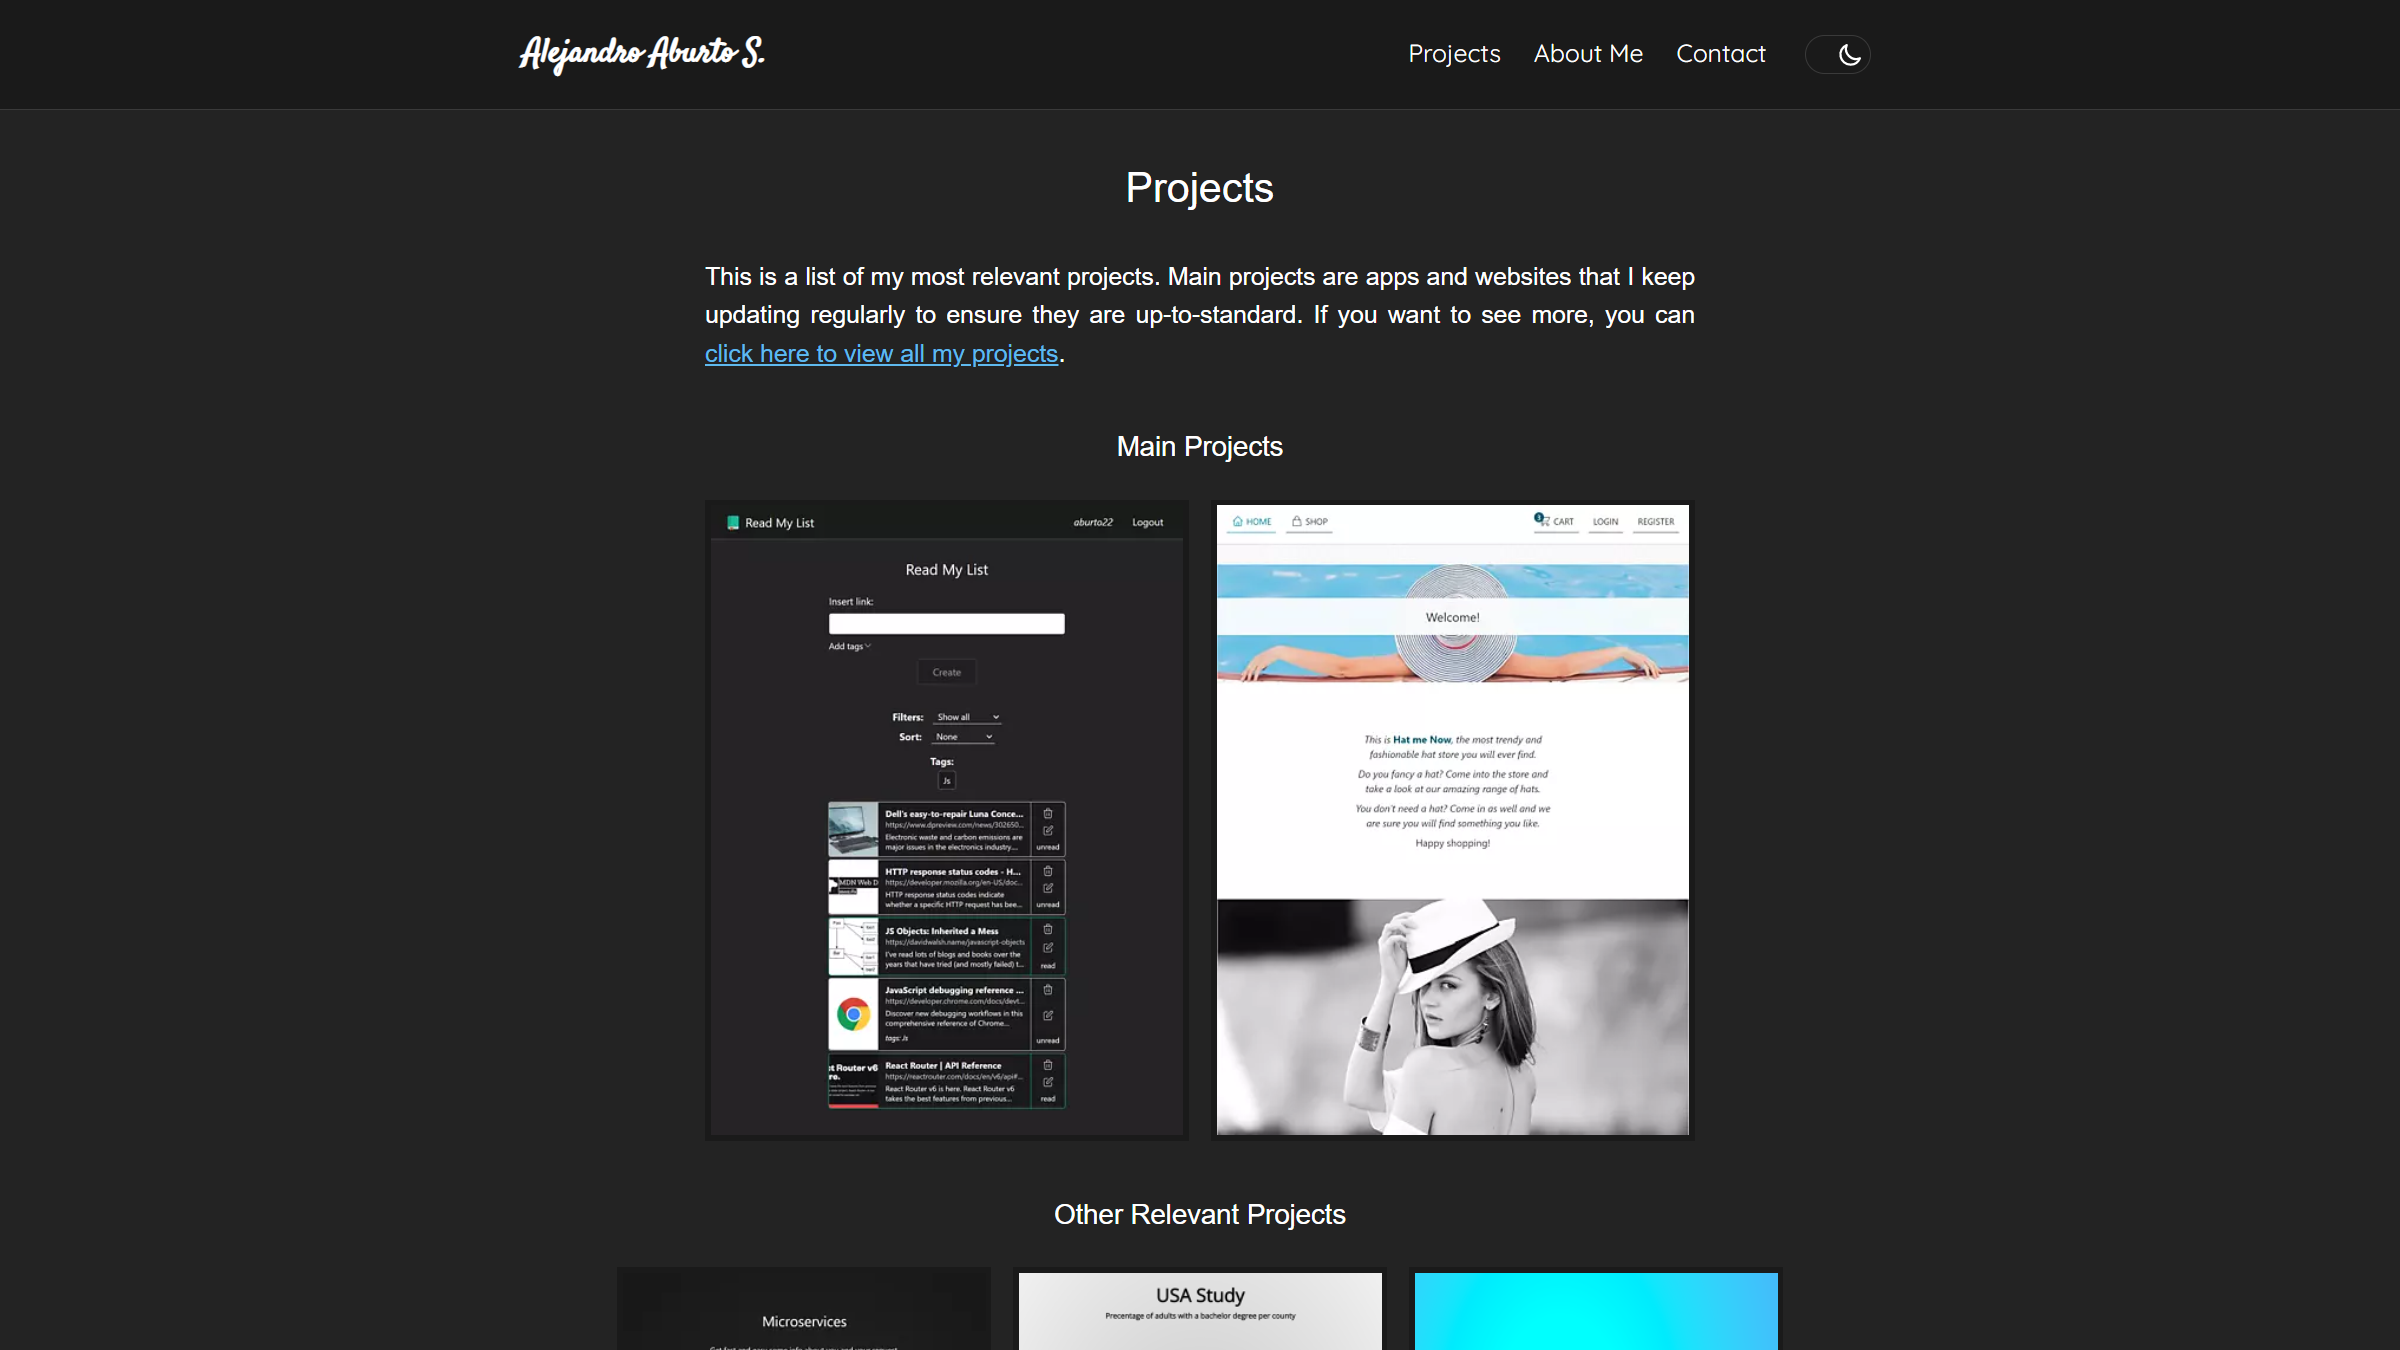 Alejandro Aburto S.
Projects About Me Contact
Projects
This is a list of my most relevant projects. Main projects are apps and websites that I keep
updating regularly to ensure they are up-to-standard. If you want to see more, you can
click here to view all my projects.
Main Projects
Read My List aburto22 Logout
Read My List
Insert link:
Add tags
Create
Filters: Show all
Sort: None
Tags:
Js
Dell's easy-to-repair Luna Conce...
https://www.dpreview.com/news/302650...
Electronic waste and carbon emissions are
major issues in the electronics industry...
unread
HTTP response status codes - H...
https://developer.mozilla.org/en-US/doc...
HTTP response status codes indicate
whether a specific HTTP request has bee...
unread
MDN Web D
JS Objects: Inherited a Mess
https://davidwalsh.name/javascript-objects
I've read lots of blogs and books over the
years that have tried (and mostly failed) t...
read
JavaScript debugging reference ...
https://developer.chrome.com/docs/devt...
Discover new debugging workflows in this
comprehensive reference of Chrome...
tags: Js
unread
t Router v6
re.
React Router | API Reference
https://reactrouter.com/docs/en/v6/api#...
React Router v6 is here. React Router v6
takes the best features from previous...
read
HOME SHOP 3 CART LOGIN REGISTER
Welcome!
This is Hat me Now, the most trendy and
fashionable hat store you will ever find.
Do you fancy a hat? Come into the store and
take a look at our amazing range of hats.
You don't need a hat? Come in as well and we
are sure you will find something you like.
Happy shopping!
Other Relevant Projects
Microservices
USA Study
Precentage of adults with a bachelor degree per county